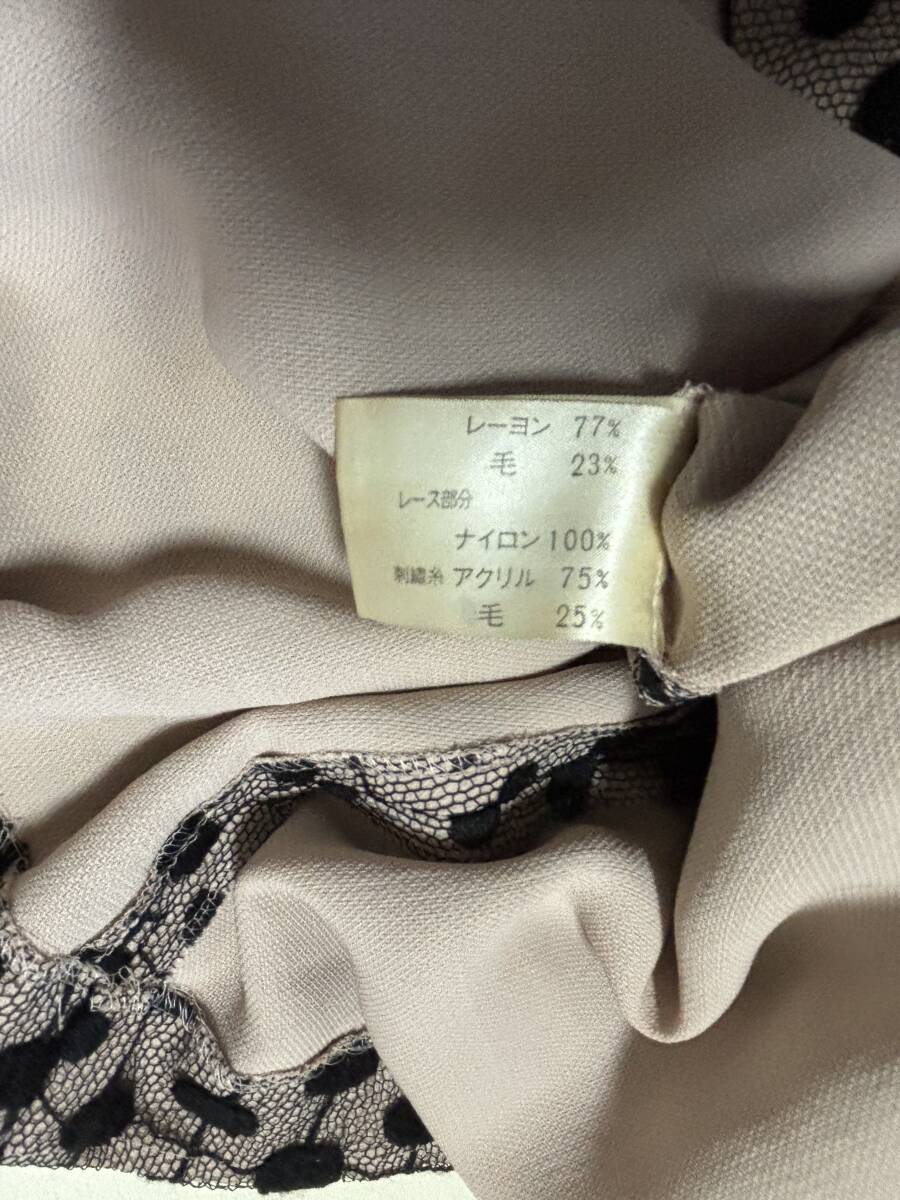 レーヨン 77%
毛 23%
レース部分
ナイロン 100%
刺繍糸 アクリル 75%
毛 25%